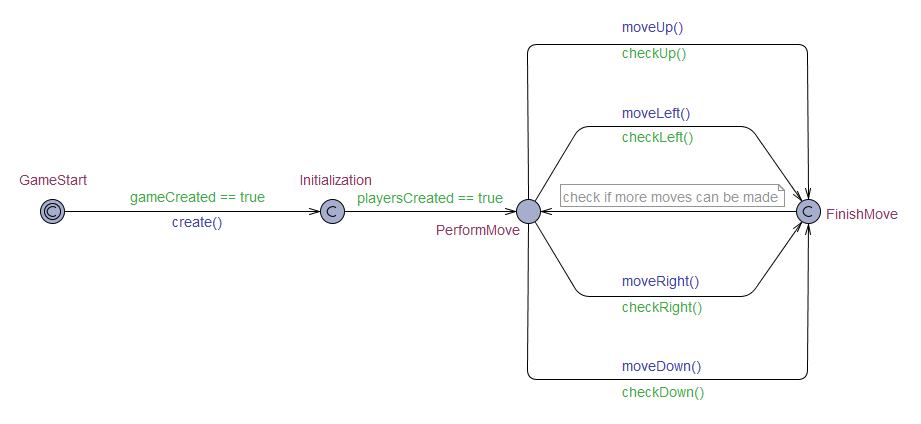 moveUp()
checkUp()
moveLeft()
checkLeft()
GameStart
gameCreated == true
create()
C
Initialization
C
playersCreated == true
PerformMove
check if more moves can be made
C
FinishMove
moveRight()
checkRight()
moveDown()
checkDown()